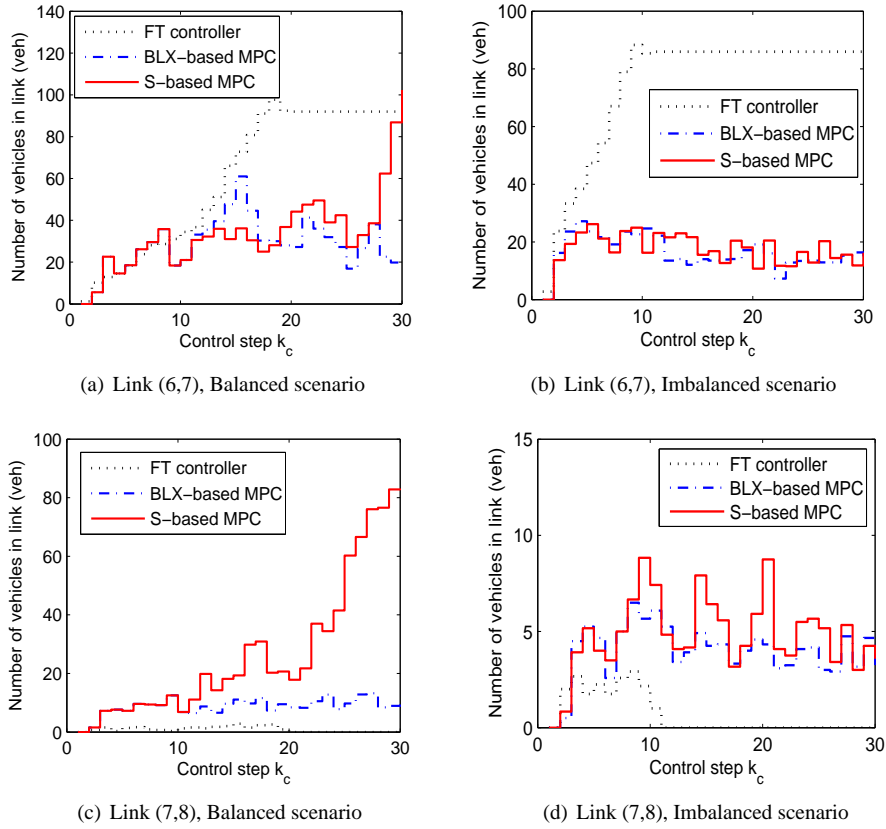 140
120
100
80
60
40
20
0
0
10
20
30
Number of vehicles in link (veh)
Control step k_c
FT controller
BLX−based MPC
S−based MPC
(a) Link (6,7), Balanced scenario
100
80
60
40
20
0
0
10
20
30
Number of vehicles in link (veh)
Control step k_c
FT controller
BLX−based MPC
S−based MPC
(b) Link (6,7), Imbalanced scenario
100
80
60
40
20
0
0
10
20
30
Number of vehicles in link (veh)
Control step k_c
FT controller
BLX−based MPC
S−based MPC
(c) Link (7,8), Balanced scenario
15
10
5
0
0
10
20
30
Number of vehicles in link (veh)
Control step k_c
FT controller
BLX−based MPC
S−based MPC
(d) Link (7,8), Imbalanced scenario